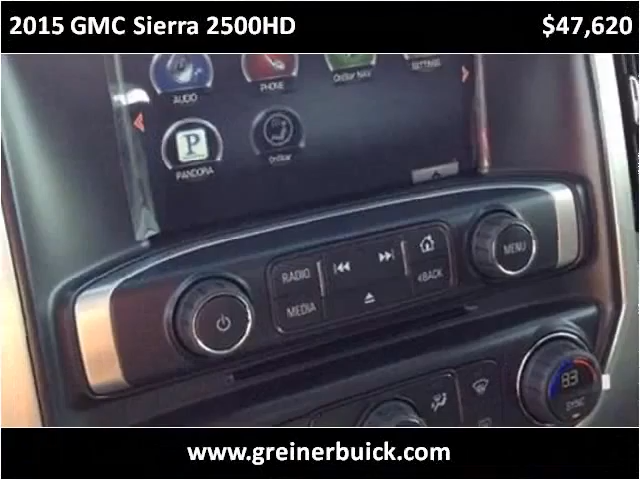 2015 GMC Sierra 2500HD $47,620
AUDIO PHONE OnStar NAV SETTINGS
P
PANDORA OnStar
RADIO MENU
MEDIA BACK
83
SYNC
www.greinerbuick.com